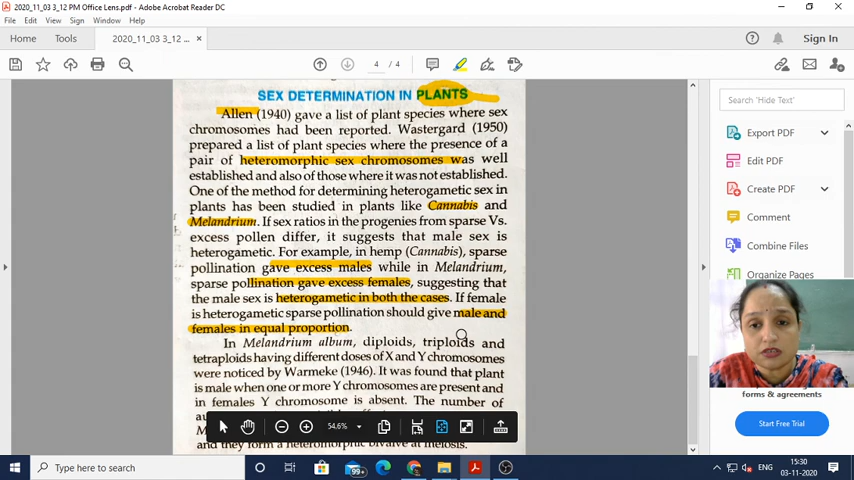 2020_11_03 3_12 PM Office Lens.pdf - Adobe Acrobat Reader DC
File Edit View Sign Window Help
Home Tools 2020_11_03 3_12 ... × Sign In
4 / 4 Search 'Hide Text'
SEX DETERMINATION IN PLANTS
Allen (1940) gave a list of plant species where sex
chromosomes had been reported. Wastergard (1950)
prepared a list of plant species where the presence of a
pair of heteromorphic sex chromosomes was well
established and also of those where it was not established.
One of the method for determining heterogametic sex in
plants has been studied in plants like Cannabis and
Melandrium. If sex ratios in the progenies from sparse Vs.
excess pollen differ, it suggests that male sex is
heterogametic. For example, in hemp (Cannabis), sparse
pollination gave excess males while in Melandrium,
sparse pollination gave excess females, suggesting that
the male sex is heterogametic in both the cases. If female
is heterogametic sparse pollination should give male and
females in equal proportion.
In Melandrium album, diploids, triploids and
tetraploids having different doses of X and Y chromosomes
were noticed by Warmeke (1946). It was found that plant
is male when one or more Y chromosomes are present and
in females Y chromosome is absent. The number of
and they form a heteromorphic bivalve at meiosis.
54.6%
Export PDF
Edit PDF
Create PDF
Comment
Combine Files
Organize Pages
forms & agreements
Start Free Trial
Type here to search
99+
ENG
15:30
03-11-2020